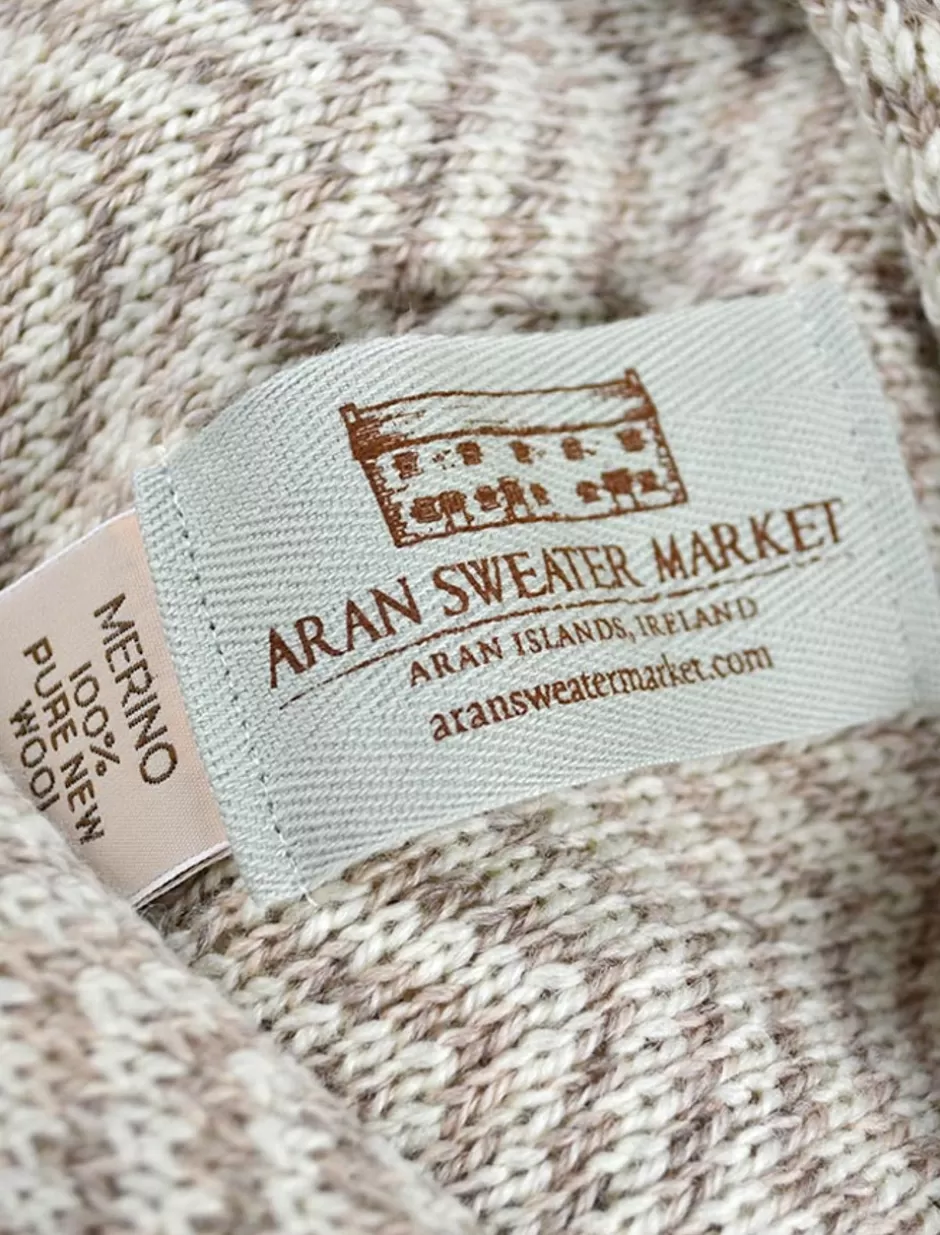 ARAN SWEATER MARKET
ARAN ISLANDS, IRELAND
aransweatermarket.com
MERINO
100%
PURE NEW
WOOL